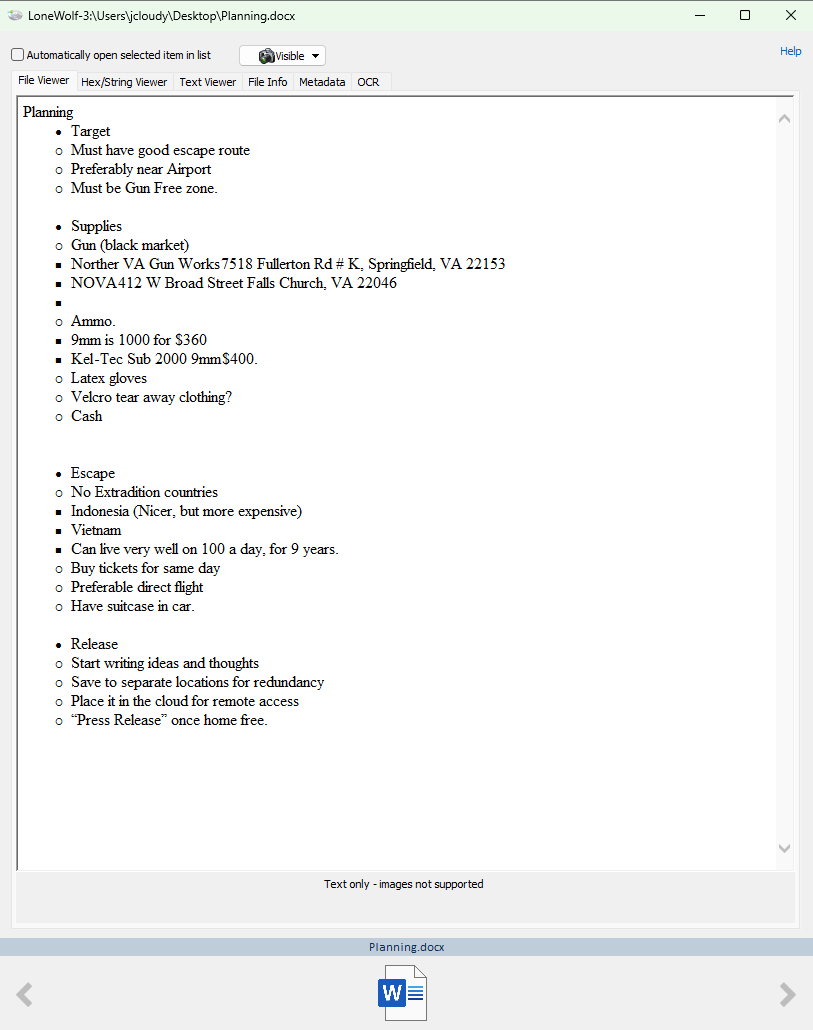 LoneWolf-3:\Users\jcloudy\Desktop\Planning.docx
Automatically open selected item in list
Visible
Help
File Viewer Hex/String Viewer Text Viewer File Info Metadata OCR
Planning
• Target
o Must have good escape route
o Preferably near Airport
o Must be Gun Free zone.
• Supplies
o Gun (black market)
▪ Norther VA Gun Works7518 Fullerton Rd # K, Springfield, VA 22153
▪ NOVA412 W Broad Street Falls Church, VA 22046
▪
o Ammo.
▪ 9mm is 1000 for $360
▪ Kel-Tec Sub 2000 9mm$400.
o Latex gloves
o Velcro tear away clothing?
o Cash
• Escape
o No Extradition countries
▪ Indonesia (Nicer, but more expensive)
▪ Vietnam
▪ Can live very well on 100 a day, for 9 years.
o Buy tickets for same day
o Preferable direct flight
o Have suitcase in car.
• Release
o Start writing ideas and thoughts
o Save to separate locations for redundancy
o Place it in the cloud for remote access
o “Press Release” once home free.
Text only - images not supported
Planning.docx
W